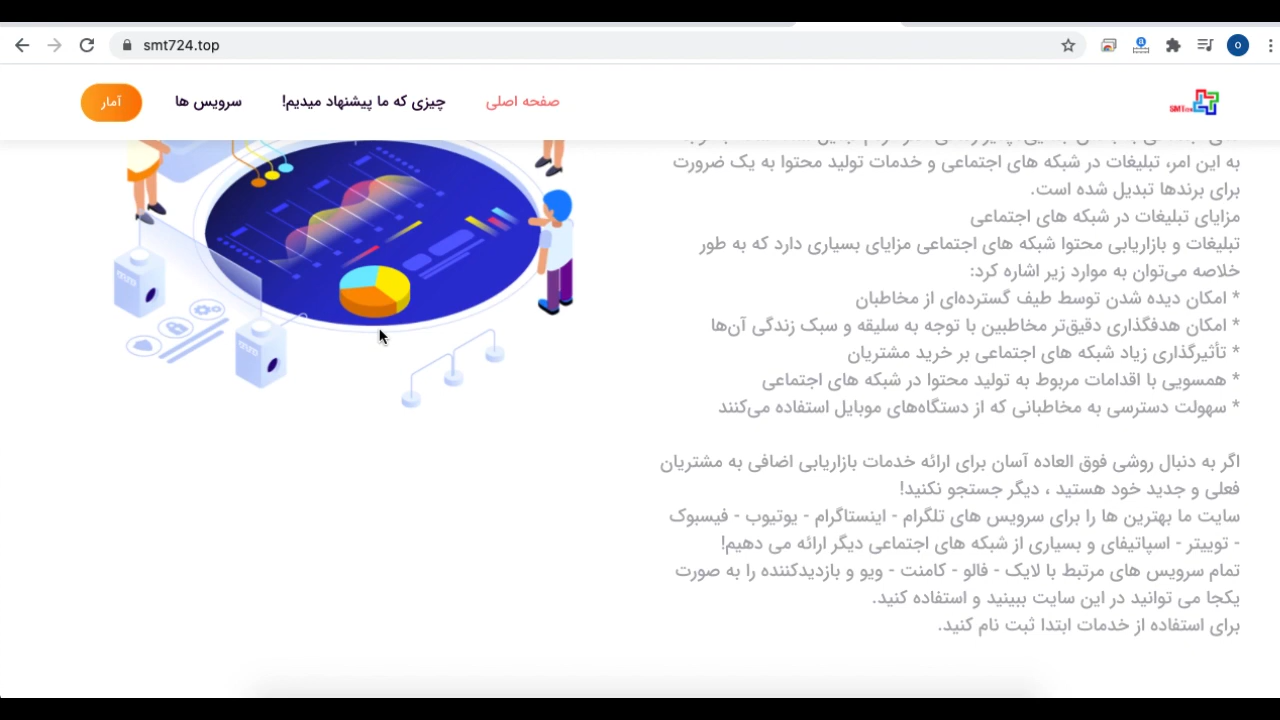 smt724.top
صفحه اصلی
چیزی که ما پیشنهاد میدیم!
سرویس ها
آمار
به این امر، تبلیغات در شبکه های اجتماعی و خدمات تولید محتوا به یک ضرورت
برای برندها تبدیل شده است.
مزایای تبلیغات در شبکه های اجتماعی
تبلیغات و بازاریابی محتوا شبکه های اجتماعی مزایای بسیاری دارد که به طور
خلاصه می‌توان به موارد زیر اشاره کرد:
* امکان دیده شدن توسط طیف گسترده‌ای از مخاطبان
* امکان هدفگذاری دقیق‌تر مخاطبین با توجه به سلیقه و سبک زندگی آن‌ها
* تأثیرگذاری زیاد شبکه های اجتماعی بر خرید مشتریان
* همسویی با اقدامات مربوط به تولید محتوا در شبکه های اجتماعی
* سهولت دسترسی به مخاطبانی که از دستگاه‌های موبایل استفاده می‌کنند
اگر به دنبال روشی فوق العاده آسان برای ارائه خدمات بازاریابی اضافی به مشتریان
فعلی و جدید خود هستید ، دیگر جستجو نکنید!
سایت ما بهترین ها را برای سرویس های تلگرام - اینستاگرام - یوتیوب - فیسبوک
- توییتر - اسپاتیفای و بسیاری از شبکه های اجتماعی دیگر ارائه می دهیم!
تمام سرویس های مرتبط با لایک - فالو - کامنت - ویو و بازدیدکننده را به صورت
یکجا می توانید در این سایت ببینید و استفاده کنید.
برای استفاده از خدمات ابتدا ثبت نام کنید.